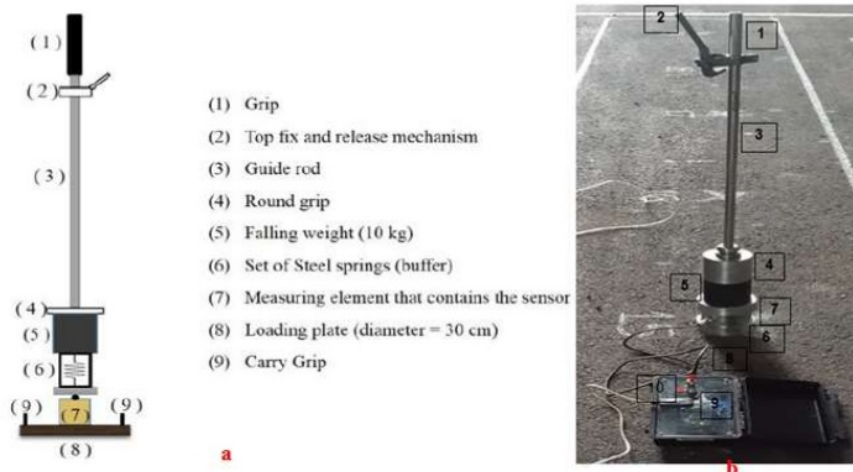 (1)
(2)
(3)
(4)
(5)
(6)
(9)
(7)
(9)
(8)
(1) Grip
(2) Top fix and release mechanism
(3) Guide rod
(4) Round grip
(5) Falling weight (10 kg)
(6) Set of Steel springs (buffer)
(7) Measuring element that contains the sensor
(8) Loading plate (diameter = 30 cm)
(9) Carry Grip
a
2
1
3
4
5
7
6
8
10
9
b